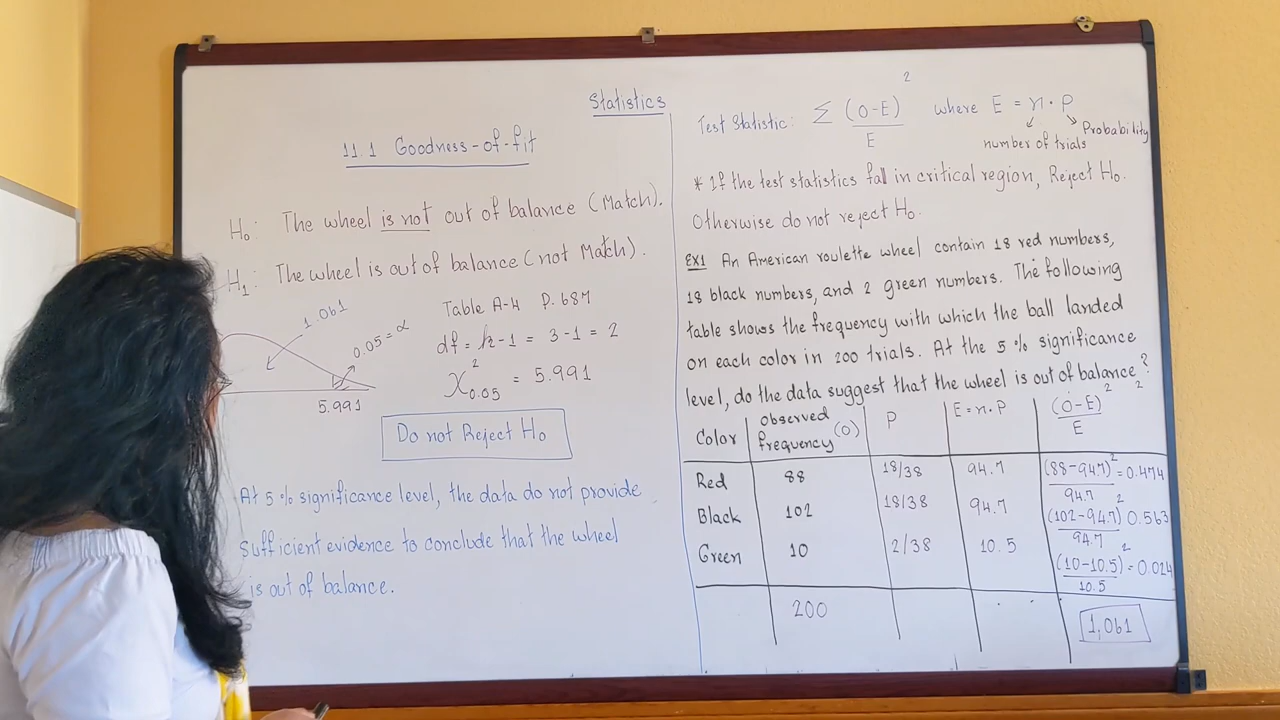 Statistics
11.1 Goodness-of-fit
H₀: The wheel is not out of balance (Match).
H₁: The wheel is out of balance (not Match).
1.061
0.05 = α
5.991
Table A-4 P. 687
df = k-1 = 3-1 = 2
X²₀.₀₅ = 5.991
Do not Reject H₀
At 5 % significance level, the data do not provide
sufficient evidence to conclude that the wheel
is out of balance.
Test Statistic: Σ (O-E)²/E where E = n · P
number of trials
Probability
* If the test statistics fall in critical region, Reject H₀.
Otherwise do not reject H₀.
EX1 An American roulette wheel contain 18 red numbers,
18 black numbers, and 2 green numbers. The following
table shows the frequency with which the ball landed
on each color in 200 trials. At the 5 % significance
level, do the data suggest that the wheel is out of balance?
Color observed frequency (O) P E = n.P (O-E)²/E
Red 88 18/38 94.7 (88-94.7)²/94.7 = 0.474
Black 102 18/38 94.7 (102-94.7)²/94.7 0.563
Green 10 2/38 10.5 (10-10.5)²/10.5 = 0.024
200 1,061